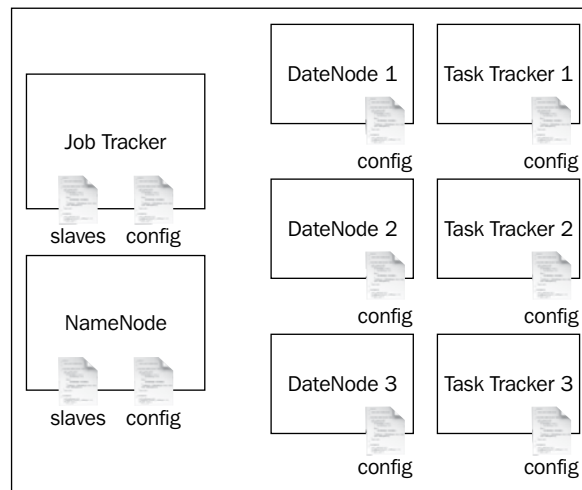 Job Tracker
slaves config
NameNode
slaves config
DateNode 1
config
Task Tracker 1
config
DateNode 2
config
Task Tracker 2
config
DateNode 3
config
Task Tracker 3
config